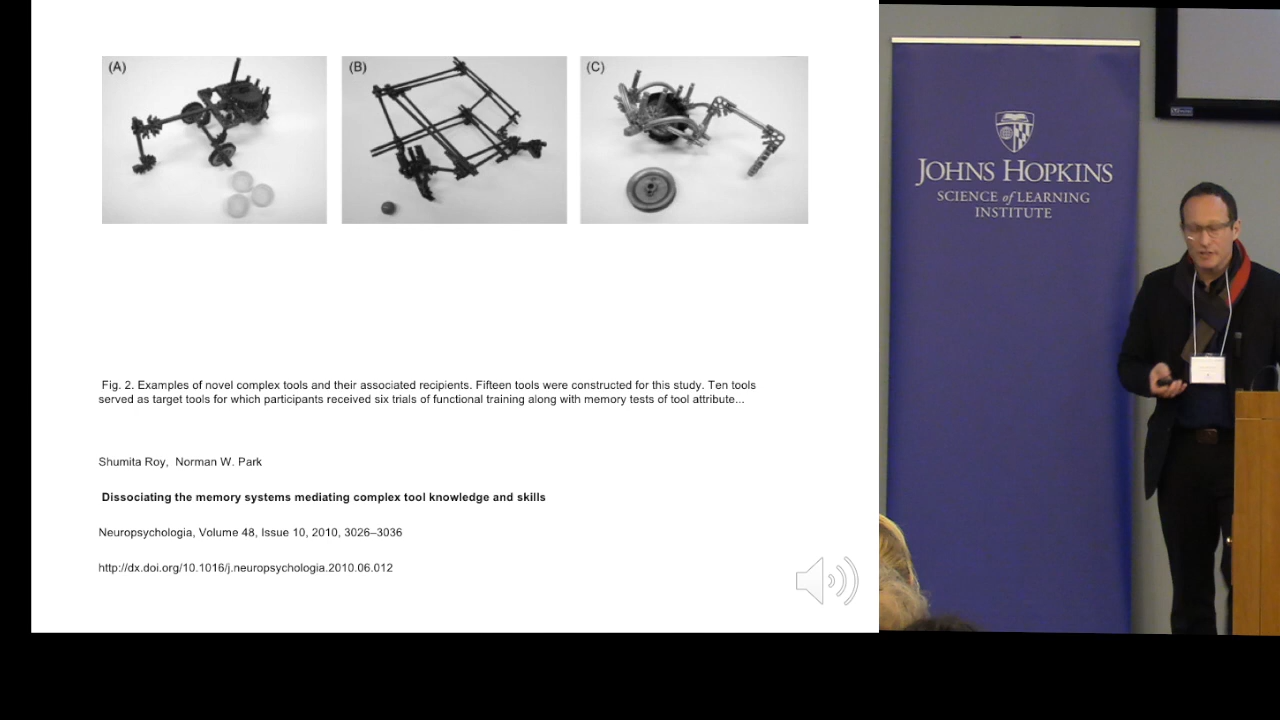 (A)
(B)
(C)
Fig. 2. Examples of novel complex tools and their associated recipients. Fifteen tools were constructed for this study. Ten tools
served as target tools for which participants received six trials of functional training along with memory tests of tool attribute...
Shumita Roy,  Norman W. Park
Dissociating the memory systems mediating complex tool knowledge and skills
Neuropsychologia, Volume 48, Issue 10, 2010, 3026–3036
http://dx.doi.org/10.1016/j.neuropsychologia.2010.06.012
JOHNS HOPKINS
SCIENCE of LEARNING
INSTITUTE